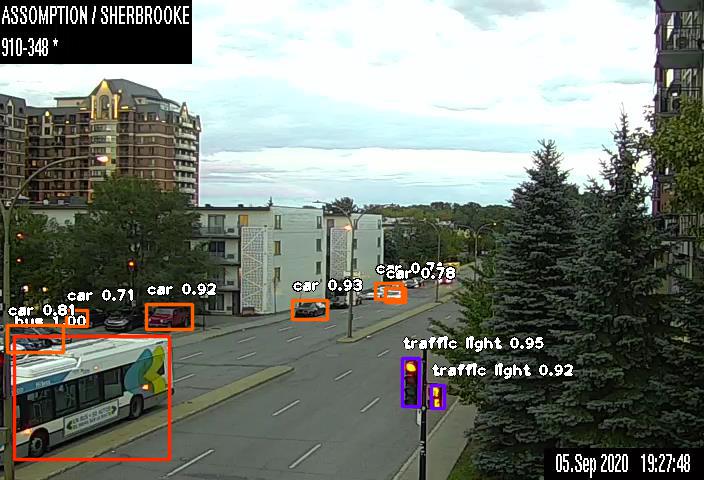 ASSOMPTION / SHERBROOKE
910-348 *
car 0.93
car 0.78
car 0.71
car 0.92
car 0.81
bus 1.00
traffic light 0.95
traffic light 0.92
05.Sep 2020 19:27:48